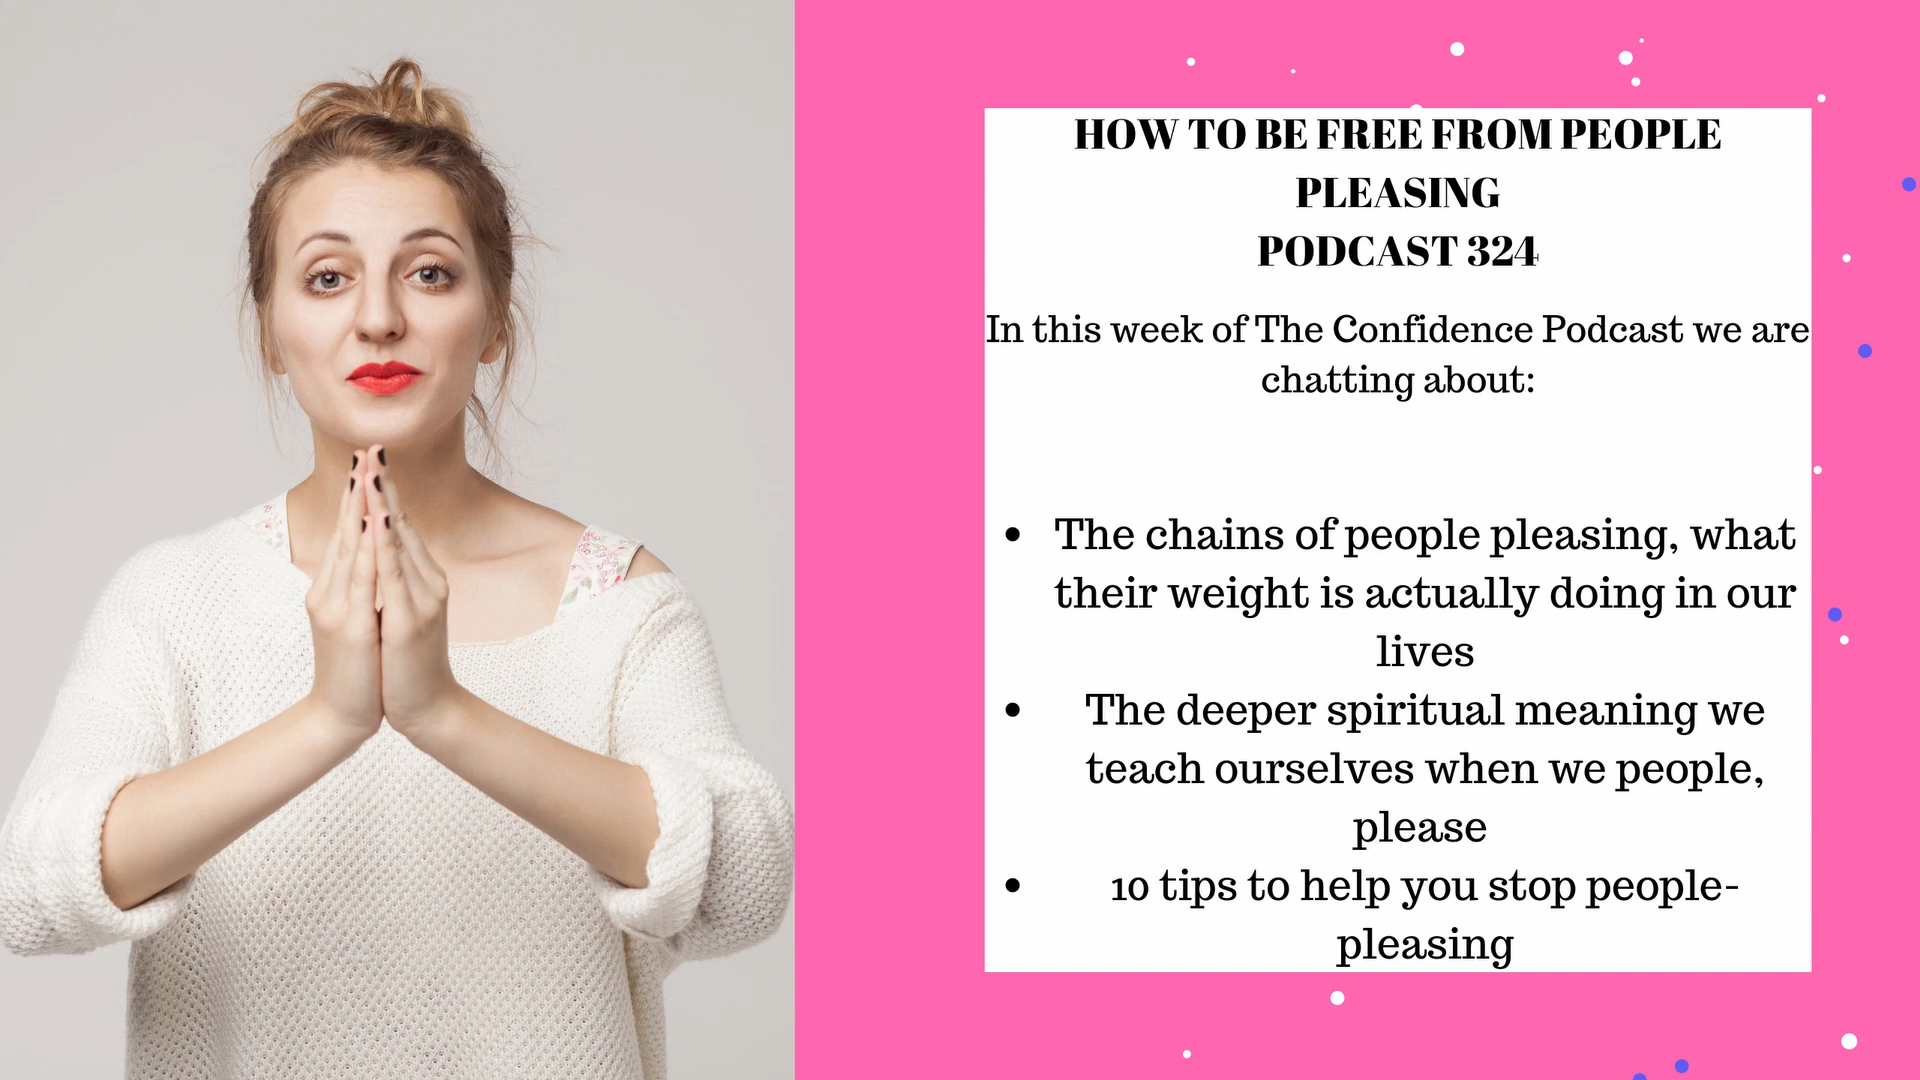 HOW TO BE FREE FROM PEOPLE
PLEASING
PODCAST 324
In this week of The Confidence Podcast we are
chatting about:
• The chains of people pleasing, what
their weight is actually doing in our
lives
• The deeper spiritual meaning we
teach ourselves when we people,
please
• 10 tips to help you stop people-
pleasing